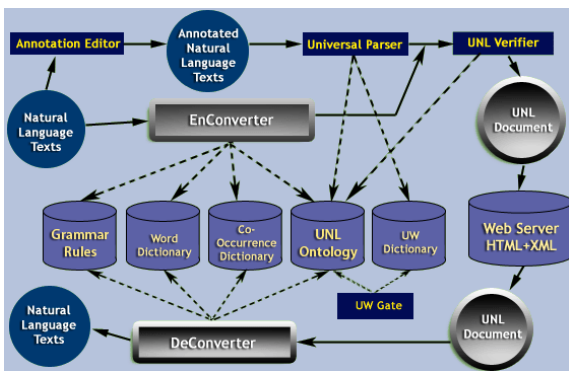 Annotation Editor
Annotated
Natural
Language
Texts
Universal Parser
UNL Verifier
Natural
Language
Texts
EnConverter
UNL
Document
Grammar
Rules
Word
Dictionary
Co-
Occurrence
Dictionary
UNL
Ontology
UW
Dictionary
Web Server
HTML+XML
UW Gate
Natural
Language
Texts
DeConverter
UNL
Document